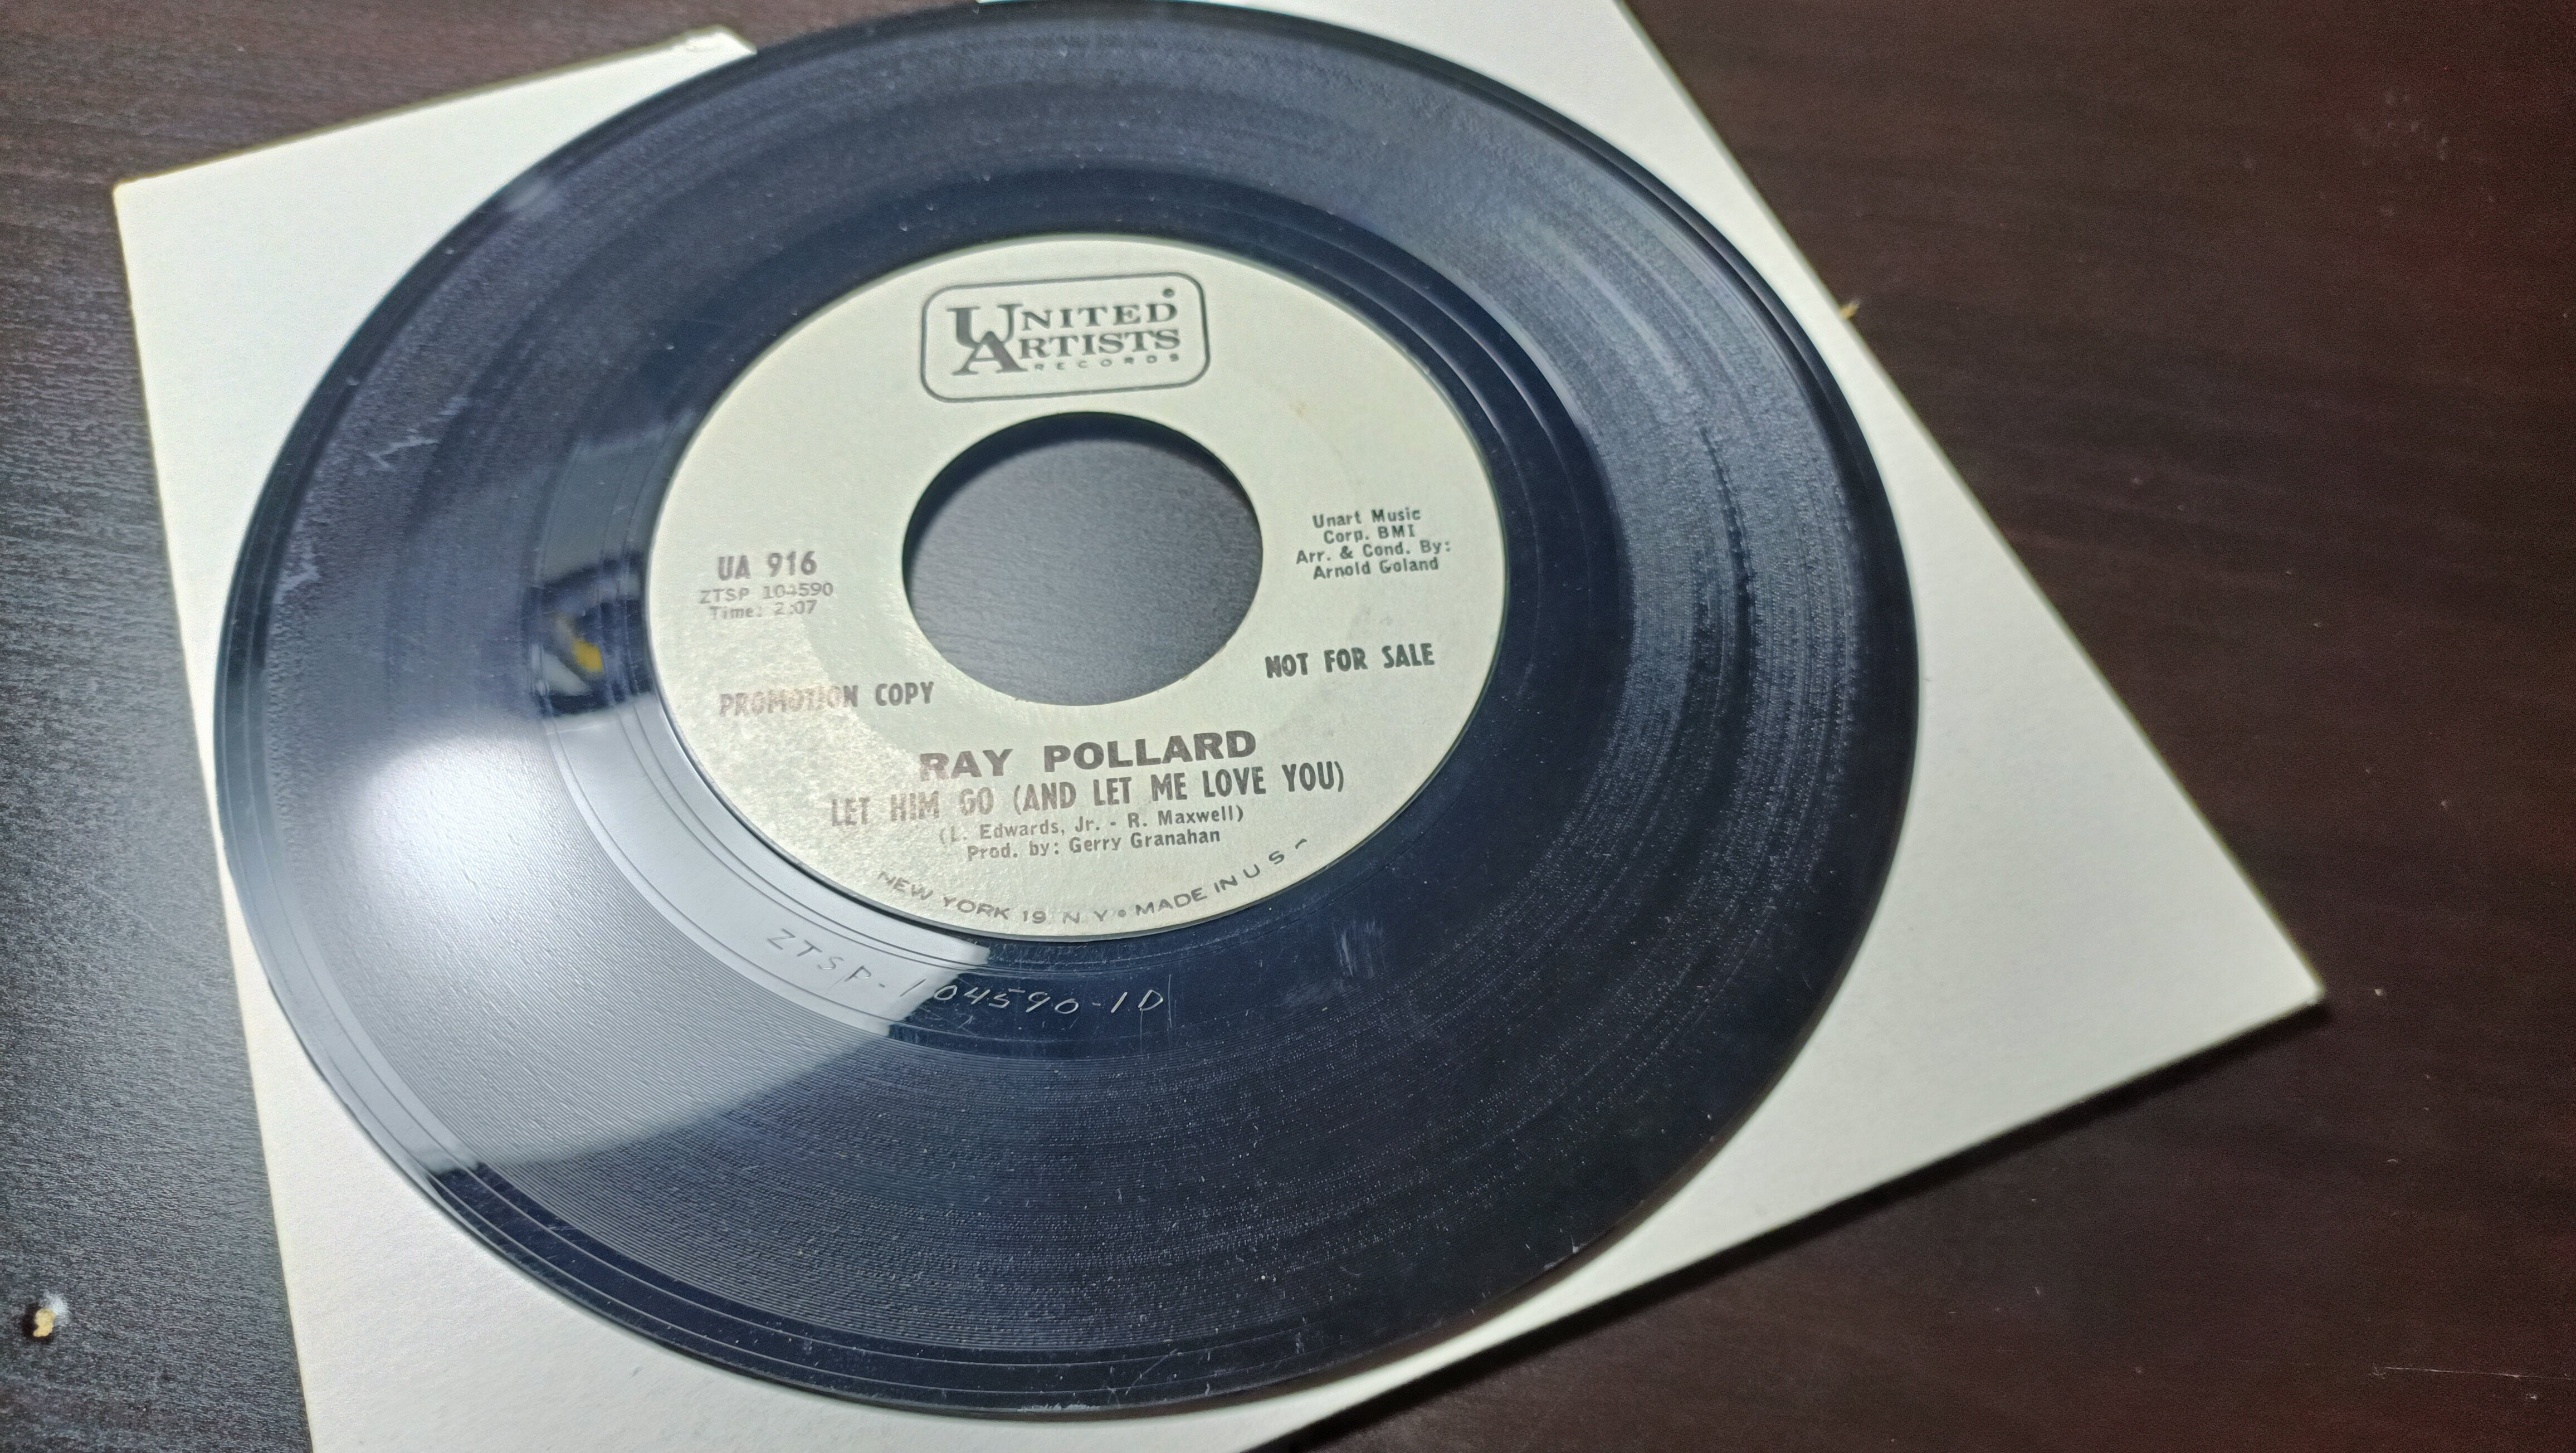 UNITED
ARTISTS
RECORDS
UA 916
ZTSP 104590
Time: 2:07
Unart Music
Corp. BMI
Arr. & Cond. By:
Arnold Goland
PROMOTION COPY
NOT FOR SALE
RAY POLLARD
LET HIM GO (AND LET ME LOVE YOU)
(L. Edwards, Jr. - R. Maxwell)
Prod. by: Gerry Granahan
NEW YORK 19 N Y • MADE IN U S A
ZTSP-104590-1D